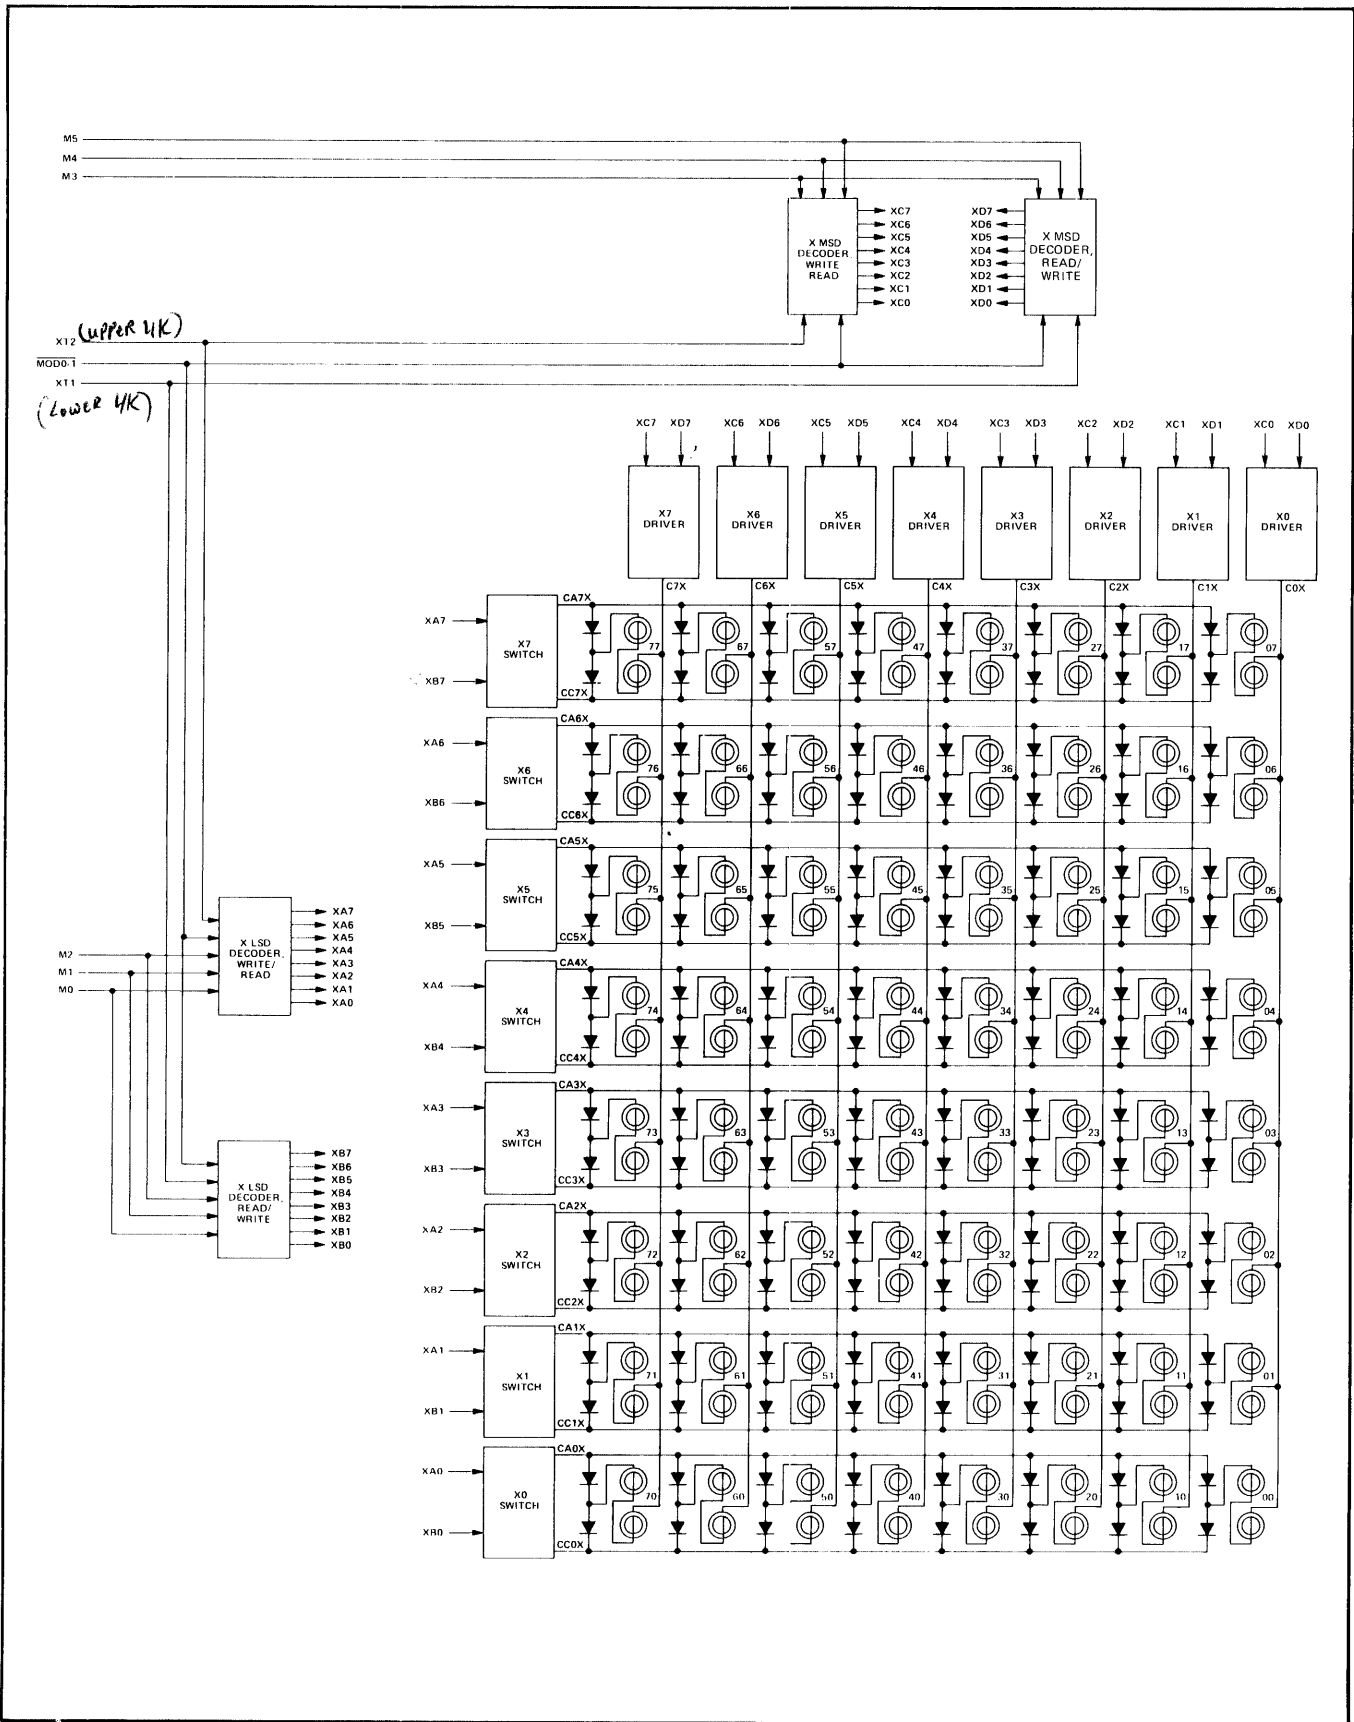 M5
M4
M3
X MSD
DECODER,
WRITE
READ
XC7
XC6
XC5
XC4
XC3
XC2
XC1
XC0
XD7
XD6
XD5
XD4
XD3
XD2
XD1
XD0
X MSD
DECODER,
READ/
WRITE
XT2 (UPPER 4K)
MOD0-1
XT1
(LOWER 4K)
XC7 XD7 XC6 XD6 XC5 XD5 XC4 XD4 XC3 XD3 XC2 XD2 XC1 XD1 XC0 XD0
X7 DRIVER
X6 DRIVER
X5 DRIVER
X4 DRIVER
X3 DRIVER
X2 DRIVER
X1 DRIVER
X0 DRIVER
C7X C6X C5X C4X C3X C2X C1X C0X
CA7X
XA7
X7
SWITCH
77 67 57 47 37 27 17 07
XB7
CC7X
CA6X
XA6
X6
SWITCH
76 66 56 46 36 26 16 06
XB6
CC6X
CA5X
XA5
X5
SWITCH
75 65 55 45 35 25 15 05
XB5
CC5X
M2
M1
M0
X LSD
DECODER,
WRITE/
READ
XA7
XA6
XA5
XA4
XA3
XA2
XA1
XA0
CA4X
XA4
X4
SWITCH
74 64 54 44 34 24 14 04
XB4
CC4X
CA3X
XA3
X3
SWITCH
73 63 53 43 33 23 13 03
XB3
CC3X
X LSD
DECODER,
READ/
WRITE
XB7
XB6
XB5
XB4
XB3
XB2
XB1
XB0
CA2X
XA2
X2
SWITCH
72 62 52 42 32 22 12 02
XB2
CC2X
CA1X
XA1
X1
SWITCH
71 61 51 41 31 21 11 01
XB1
CC1X
CA0X
XA0
X0
SWITCH
70 60 50 40 30 20 10 00
XB0
CC0X